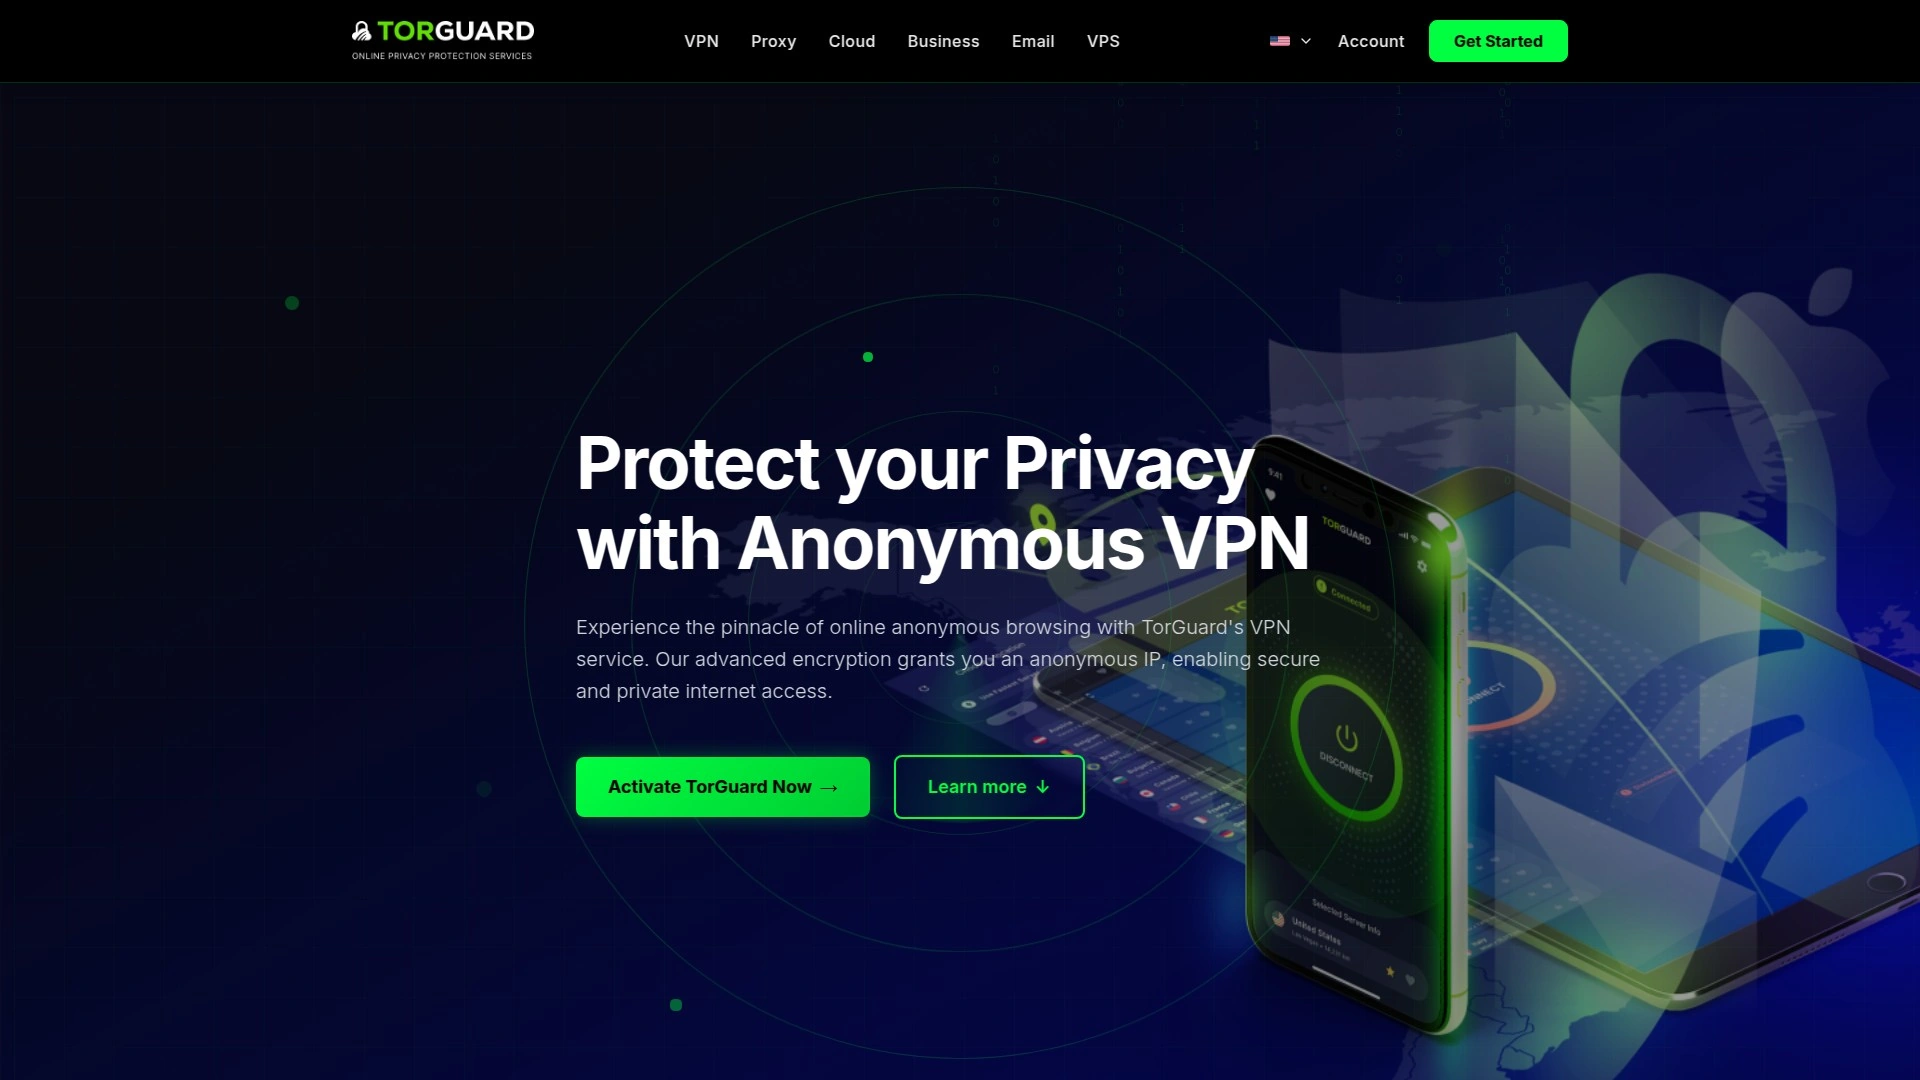 TORGUARD
ONLINE PRIVACY PROTECTION SERVICES
VPN Proxy Cloud Business Email VPS
Account
Get Started
Protect your Privacy
with Anonymous VPN
Experience the pinnacle of online anonymous browsing with TorGuard's VPN
service. Our advanced encryption grants you an anonymous IP, enabling secure
and private internet access.
Activate TorGuard Now →
Learn more ↓
9:41
TORGUARD
Connected
DISCONNECT
Selected Server Info
United States